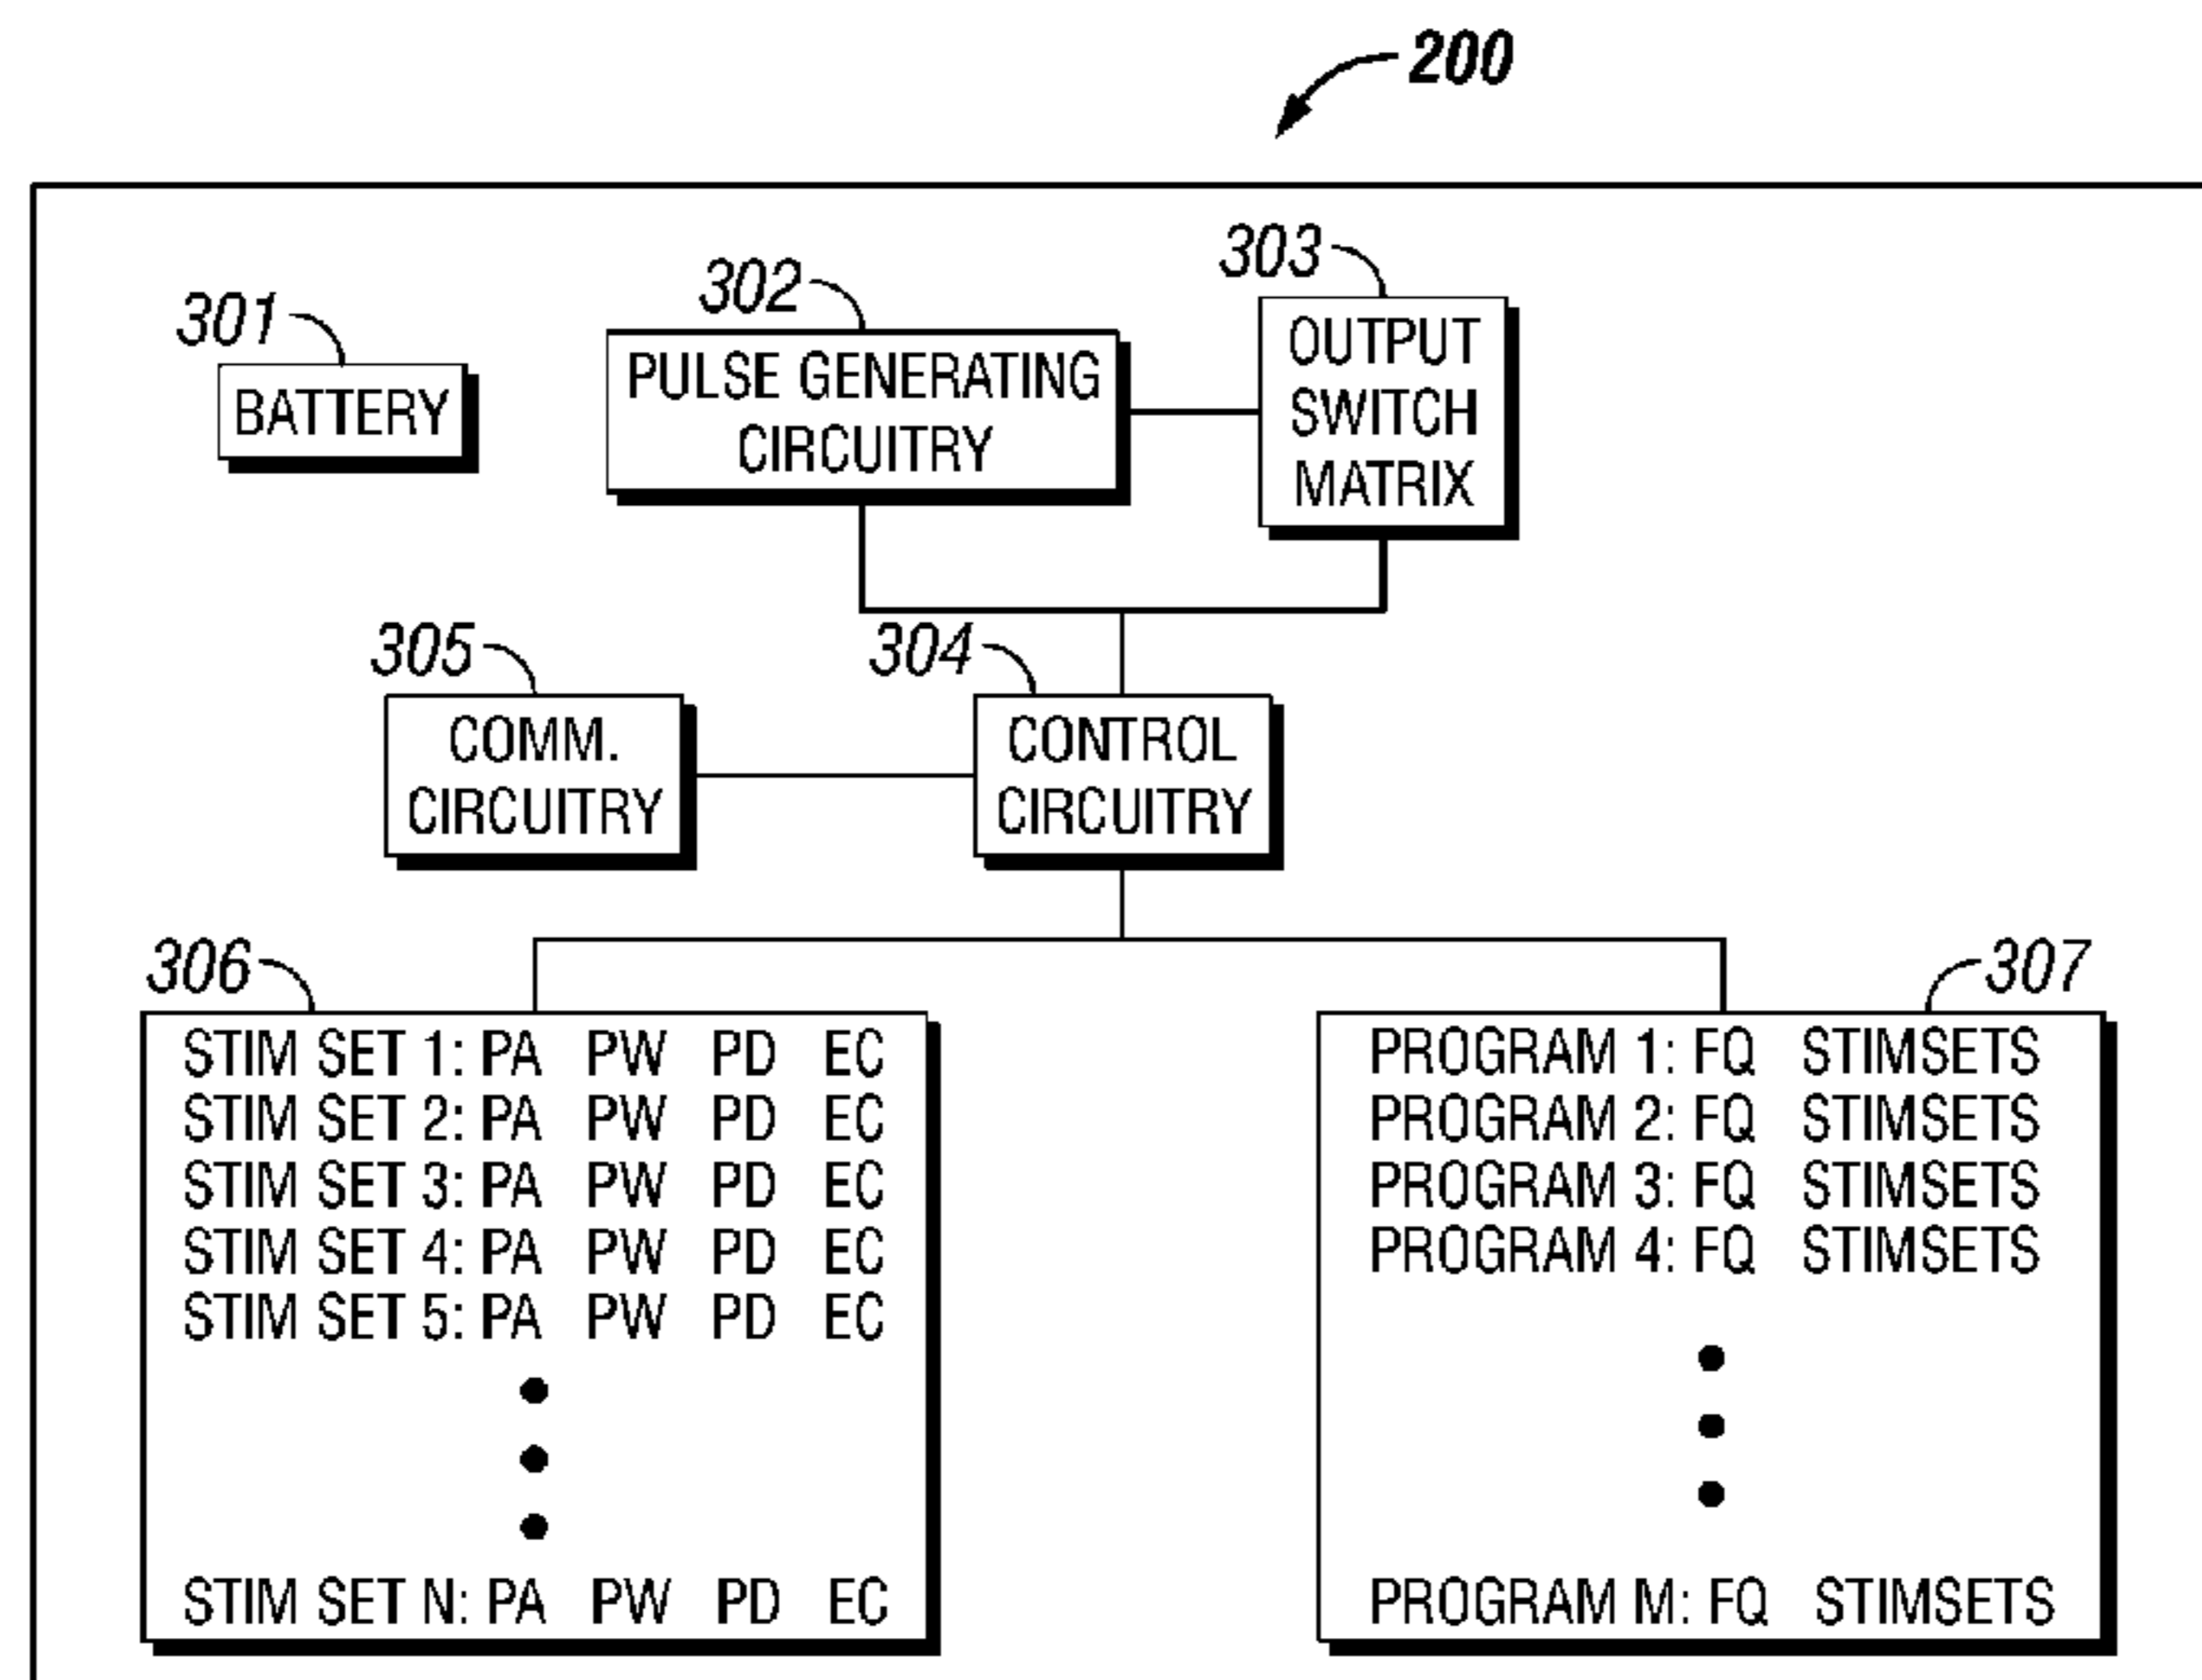 200
301
BATTERY
302
PULSE GENERATING
CIRCUITRY
303
OUTPUT
SWITCH
MATRIX
305
COMM.
CIRCUITRY
304
CONTROL
CIRCUITRY
306
STIM SET 1: PA PW PD EC
STIM SET 2: PA PW PD EC
STIM SET 3: PA PW PD EC
STIM SET 4: PA PW PD EC
STIM SET 5: PA PW PD EC
STIM SET N: PA PW PD EC
307
PROGRAM 1: FQ STIMSETS
PROGRAM 2: FQ STIMSETS
PROGRAM 3: FQ STIMSETS
PROGRAM 4: FQ STIMSETS
PROGRAM M: FQ STIMSETS